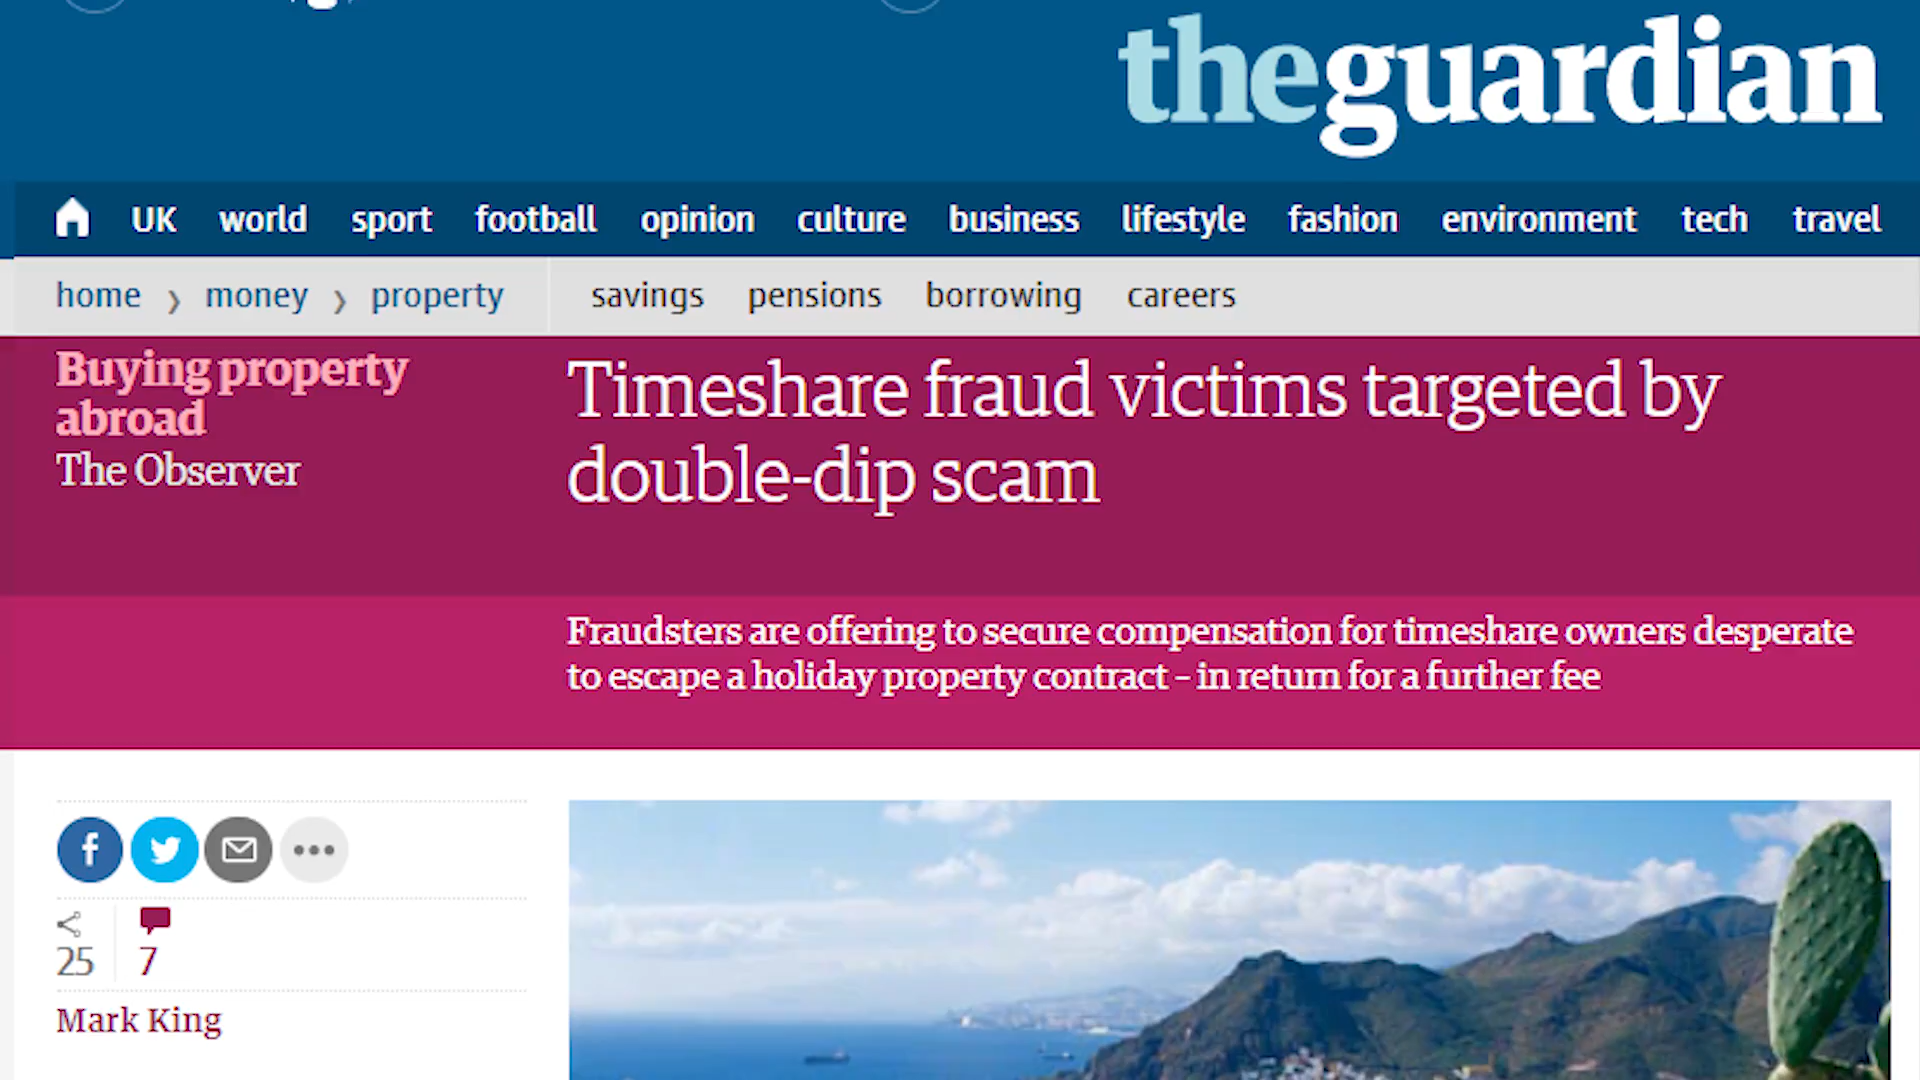 theguardian
UK world sport football opinion culture business lifestyle fashion environment tech travel
home › money › property savings pensions borrowing careers
Buying property
abroad
The Observer
Timeshare fraud victims targeted by
double-dip scam
Fraudsters are offering to secure compensation for timeshare owners desperate
to escape a holiday property contract – in return for a further fee
25 7
Mark King